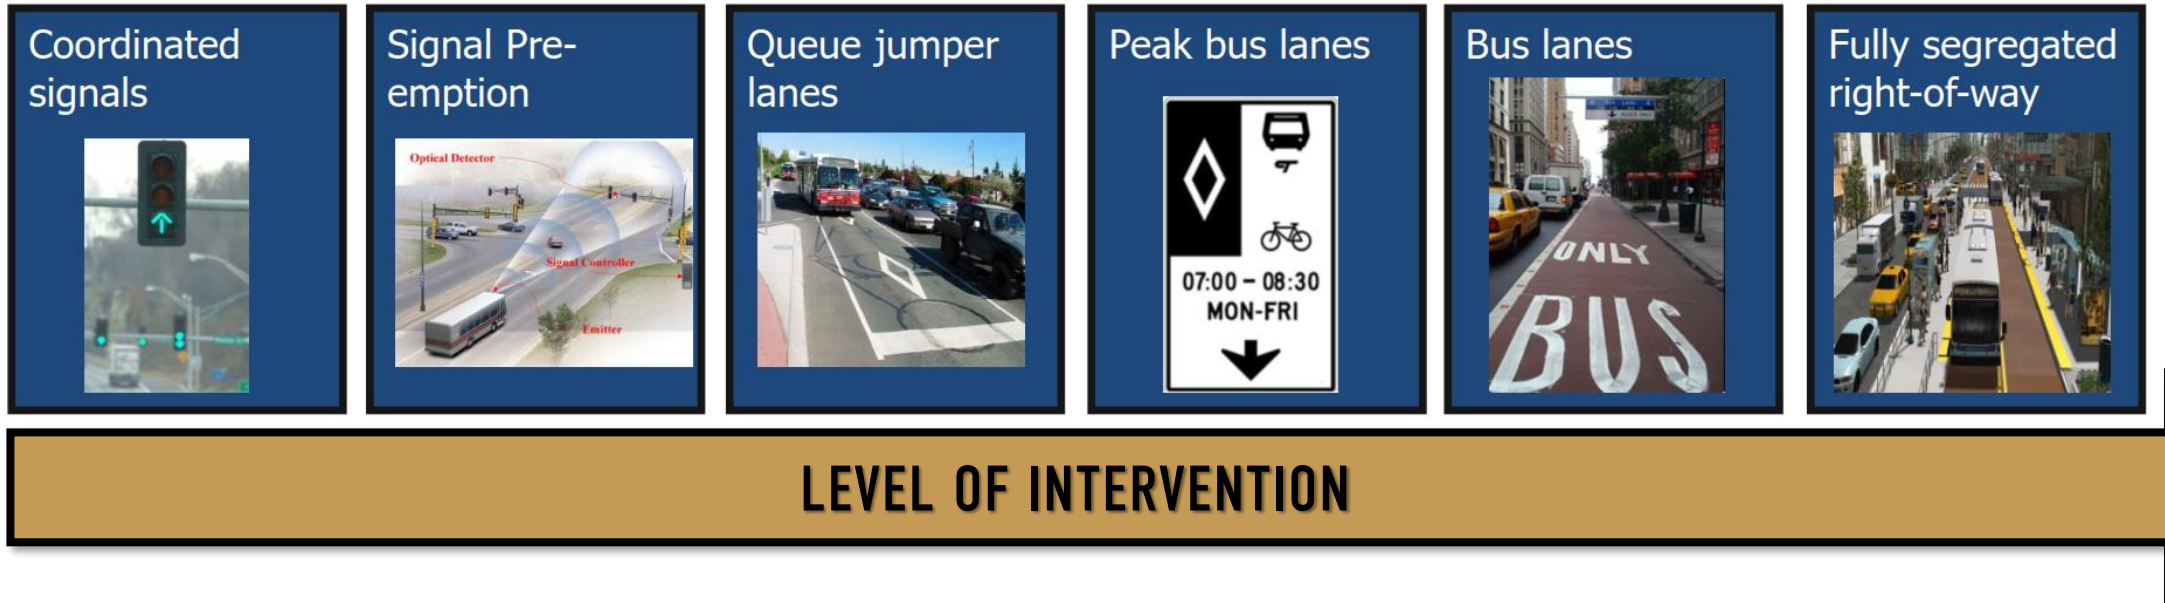 Coordinated
signals
Signal Pre-
emption
Optical Detector
Signal Controller
Emitter
Queue jumper
lanes
Peak bus lanes
07:00 – 08:30
MON-FRI
Bus lanes
ONLY
BUS
Fully segregated
right-of-way
LEVEL OF INTERVENTION